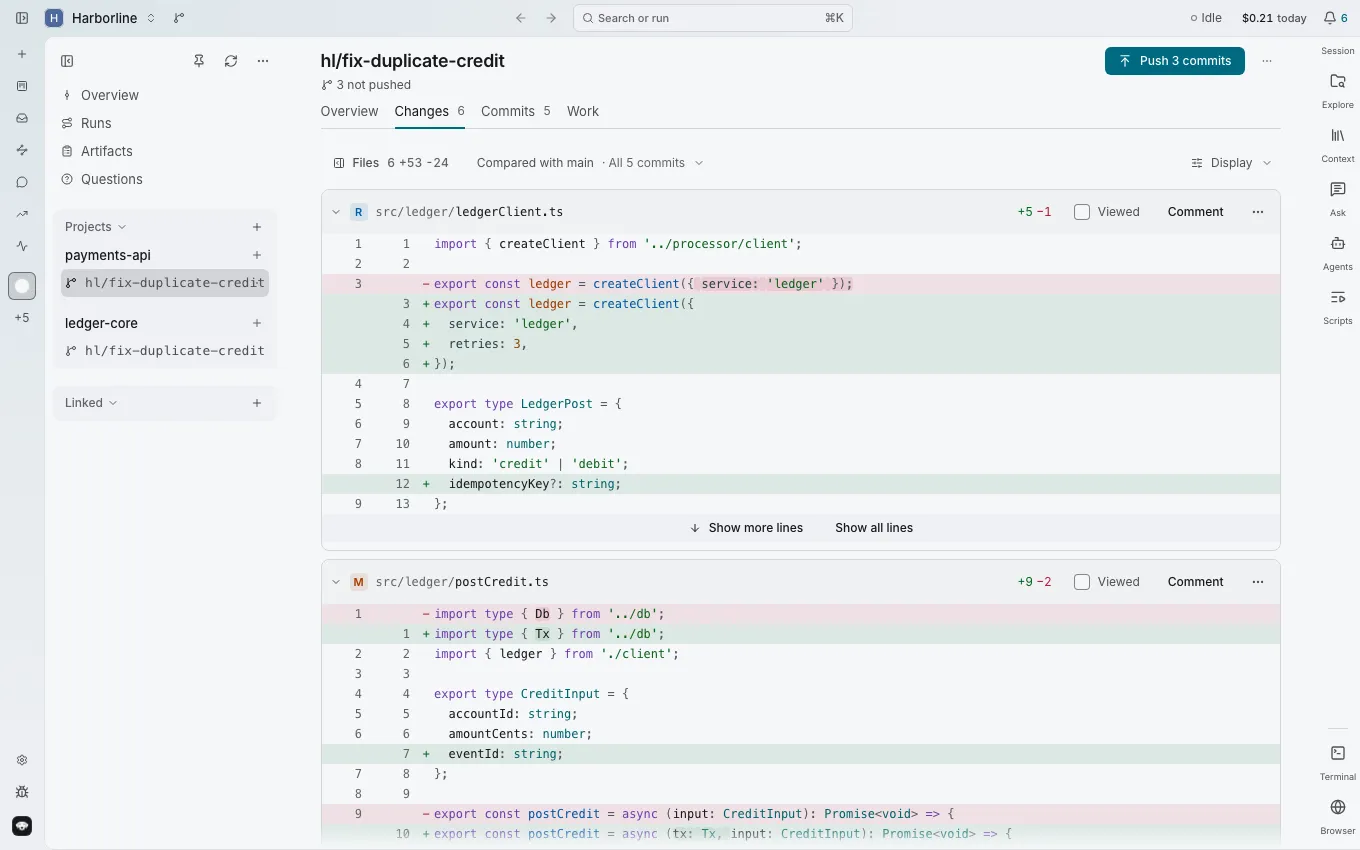 H Harborline
Search or run ⌘K
Idle $0.21 today 6
+5
Overview
Runs
Artifacts
Questions
Projects
payments-api
hl/fix-duplicate-credit
ledger-core
hl/fix-duplicate-credit
Linked
hl/fix-duplicate-credit
3 not pushed
Push 3 commits
Overview Changes 6 Commits 5 Work
Files 6 +53 -24 Compared with main · All 5 commits
Display
R src/ledger/ledgerClient.ts +5 −1 Viewed Comment
1 1 import { createClient } from '../processor/client';
2 2
3 − export const ledger = createClient({ service: 'ledger' });
3 + export const ledger = createClient({
4 + service: 'ledger',
5 + retries: 3,
6 + });
4 7
5 8 export type LedgerPost = {
6 9 account: string;
7 10 amount: number;
8 11 kind: 'credit' | 'debit';
12 + idempotencyKey?: string;
9 13 };
Show more lines Show all lines
M src/ledger/postCredit.ts +9 −2 Viewed Comment
1 − import type { Db } from '../db';
1 + import type { Tx } from '../db';
2 2 import { ledger } from './client';
3 3
4 4 export type CreditInput = {
5 5 accountId: string;
6 6 amountCents: number;
7 + eventId: string;
7 8 };
8 9
9 − export const postCredit = async (input: CreditInput): Promise<void> => {
10 + export const postCredit = async (tx: Tx, input: CreditInput): Promise<void> => {
Session
Explore
Context
Ask
Agents
Scripts
Terminal
Browser